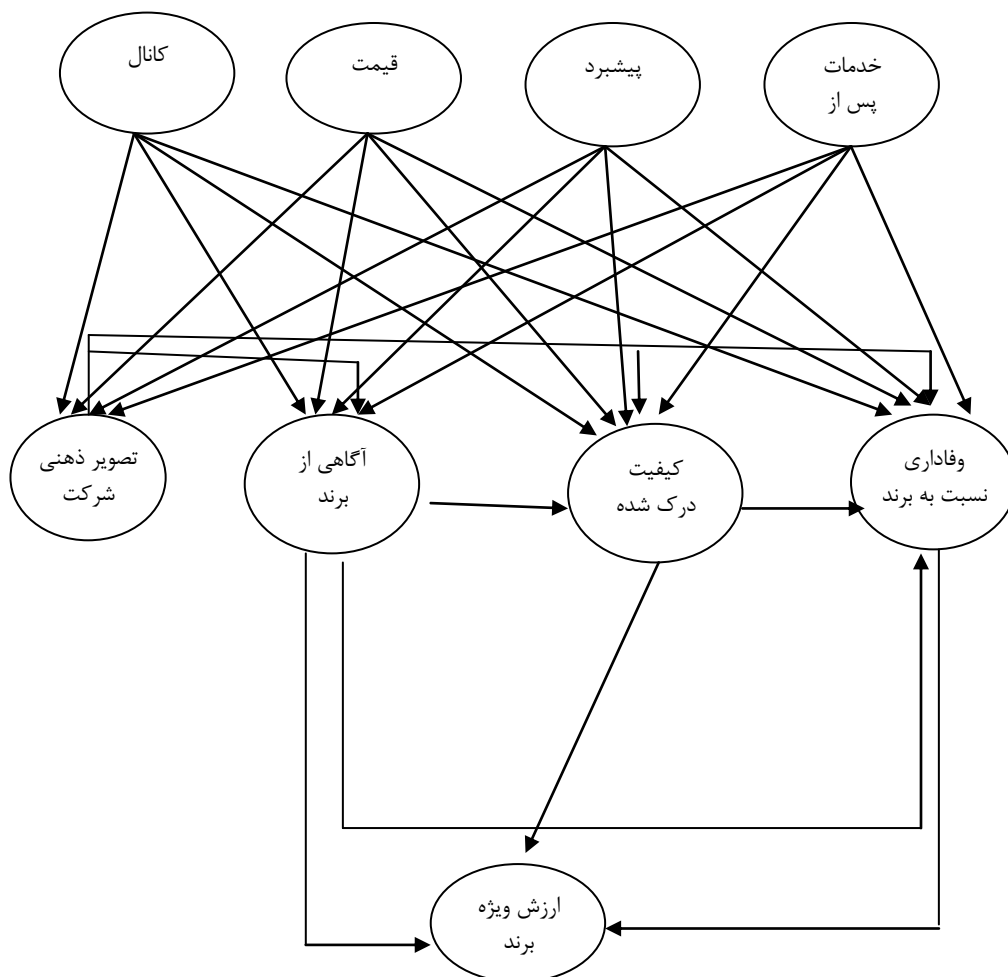 خدمات
پس از
پیشبرد
قیمت
کانال
وفاداری
نسبت به برند
کیفیت
درک شده
آگاهی از
برند
تصویر ذهنی
شرکت
ارزش ویژه
برند